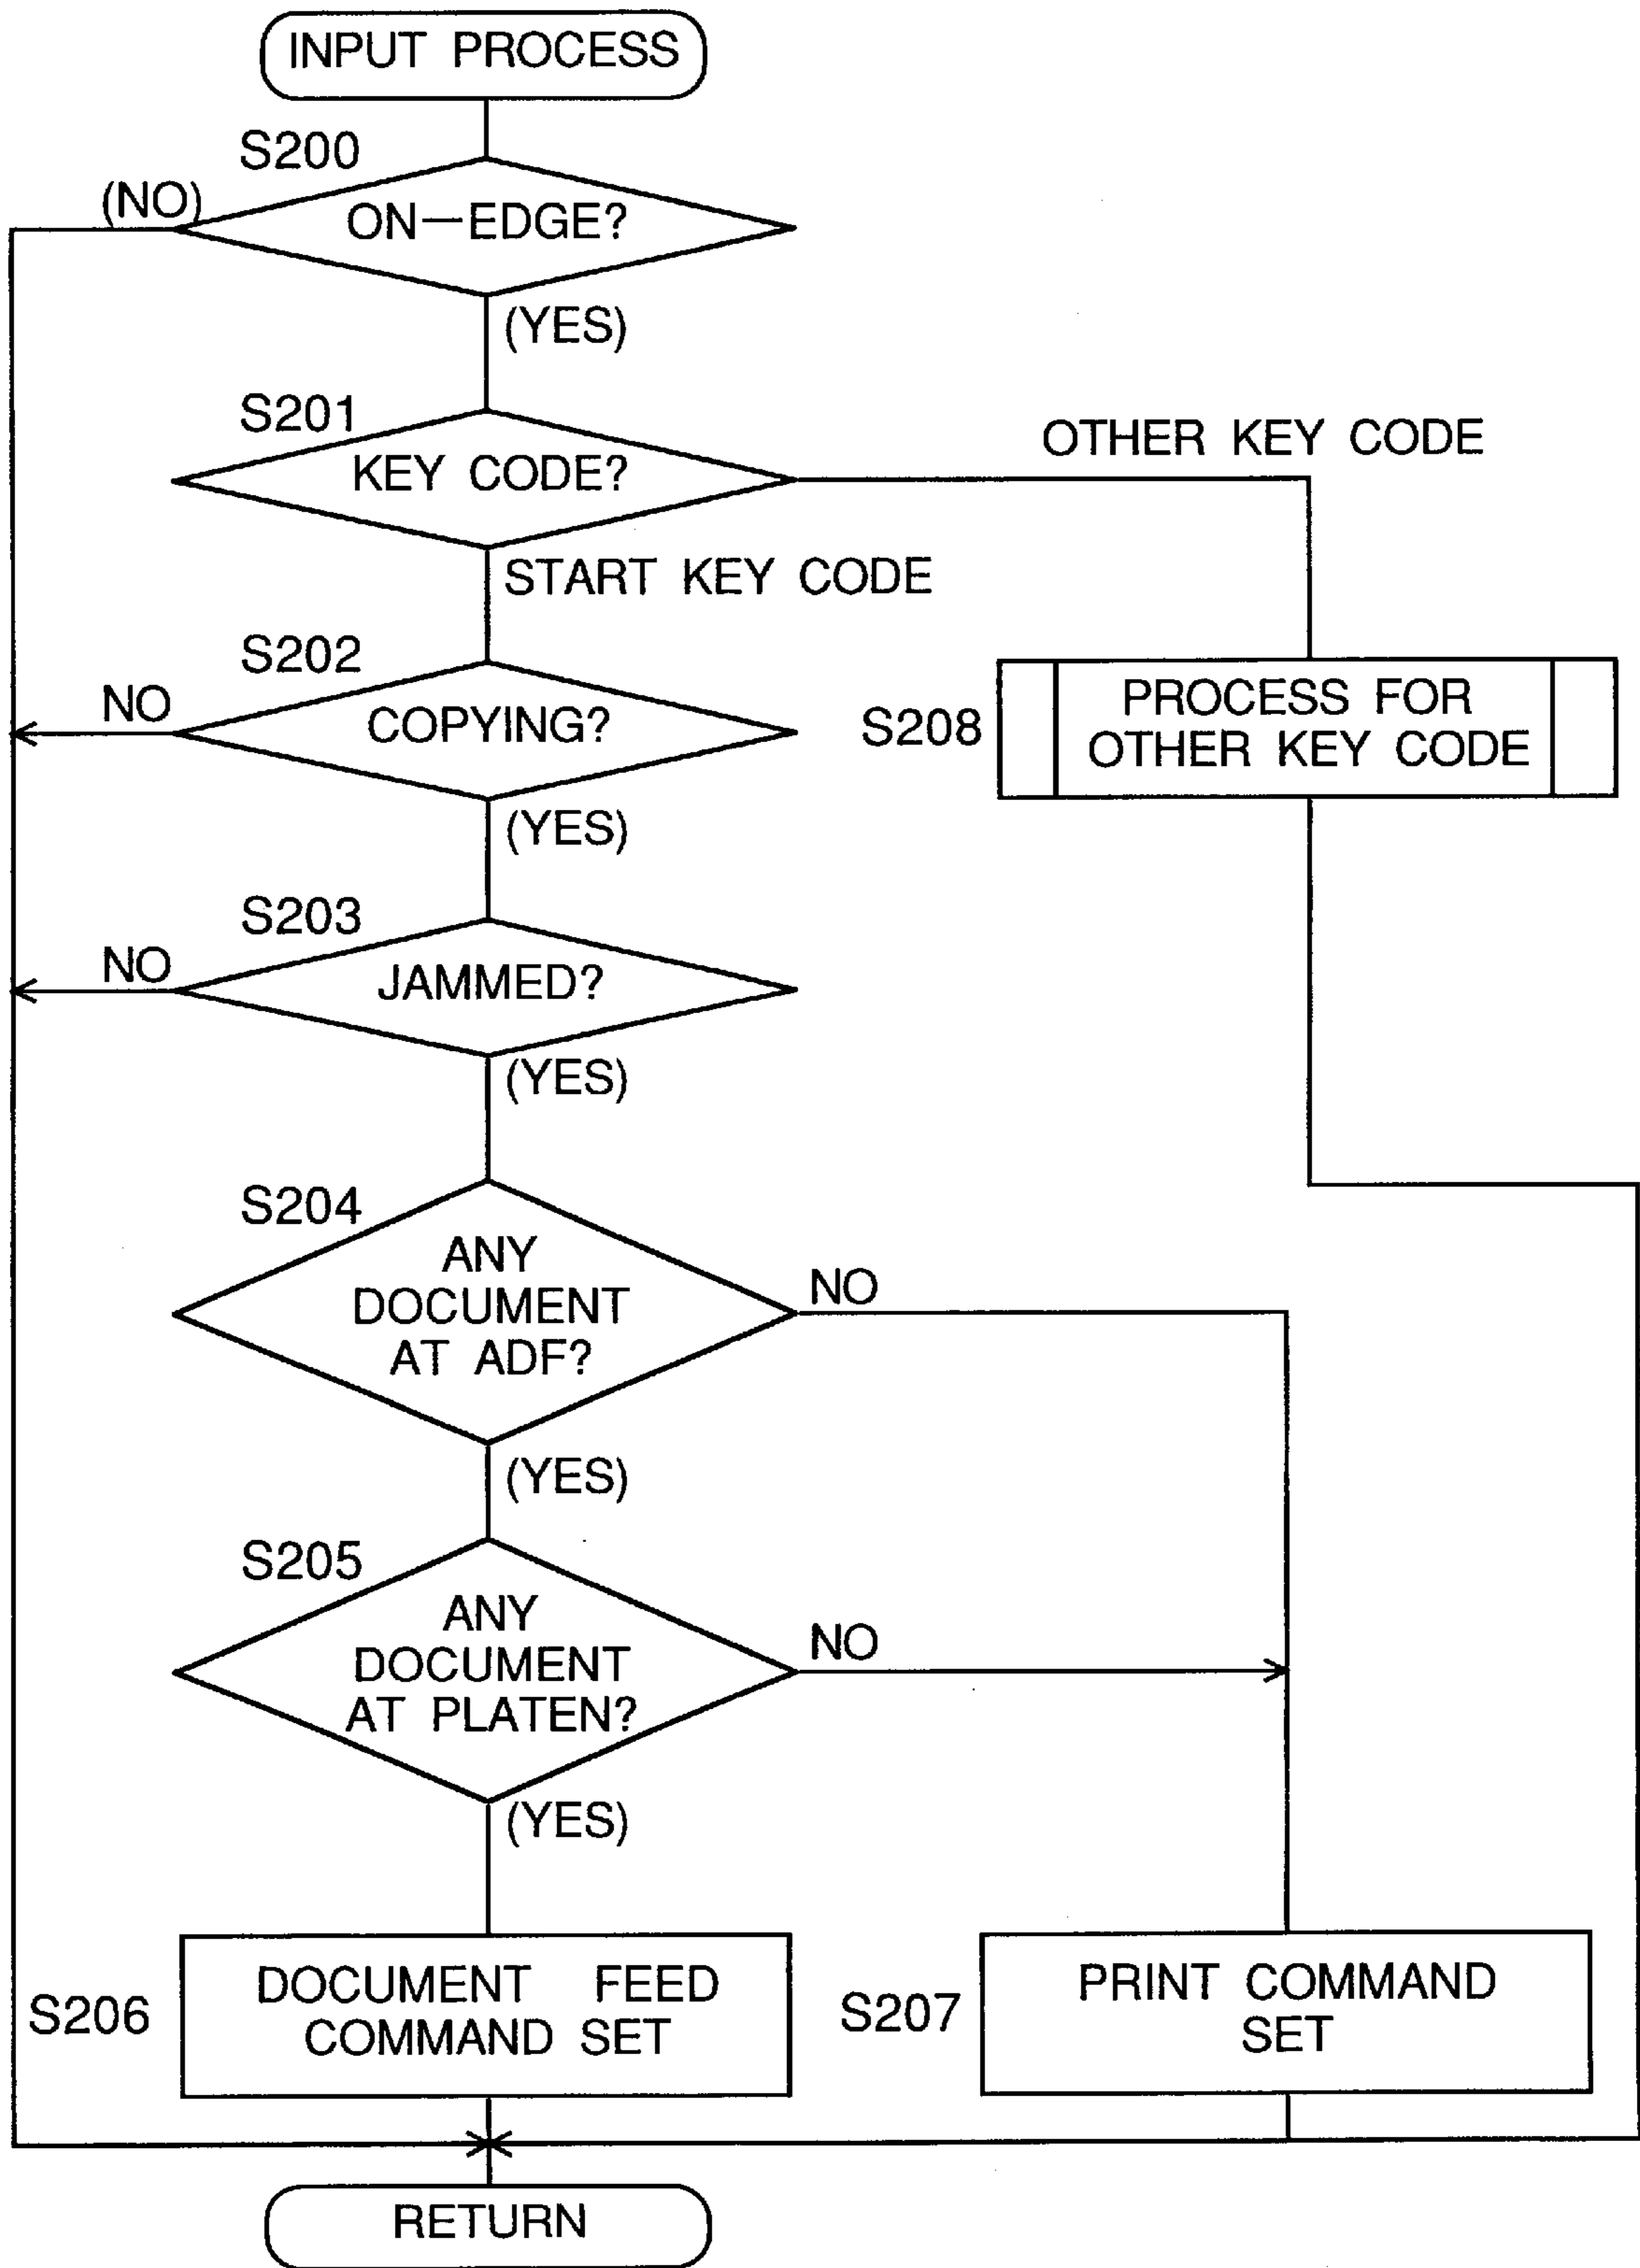 INPUT PROCESS
S200
(NO)
ON—EDGE?
(YES)
S201
OTHER KEY CODE
KEY CODE?
START KEY CODE
S202
NO
COPYING?
S208
PROCESS FOR
OTHER KEY CODE
(YES)
S203
NO
JAMMED?
(YES)
S204
ANY
DOCUMENT
AT ADF?
NO
(YES)
S205
ANY
DOCUMENT
AT PLATEN?
NO
(YES)
S206
DOCUMENT FEED
COMMAND SET
S207
PRINT COMMAND
SET
RETURN